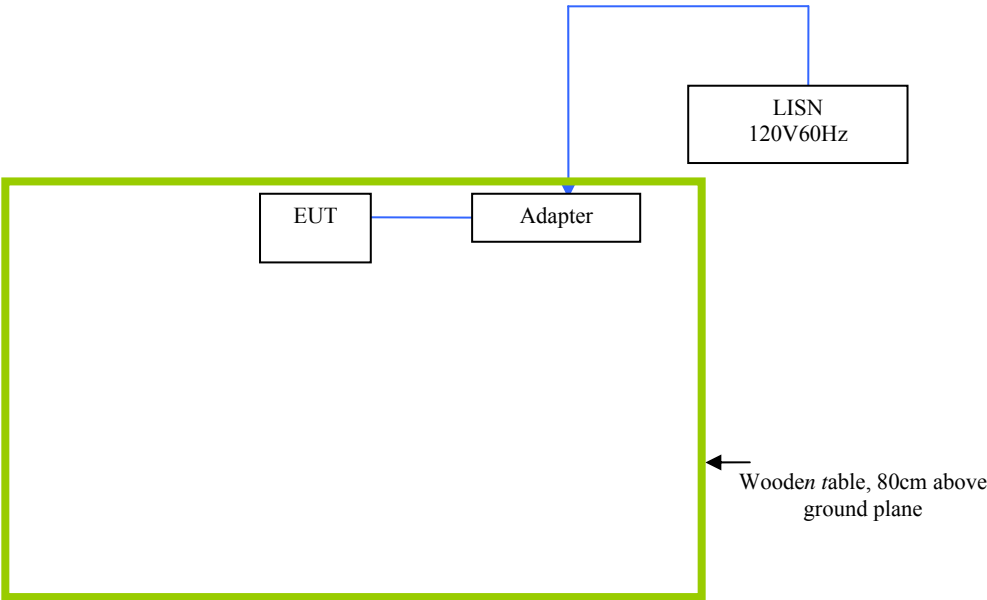 LISN
120V60Hz
EUT
Adapter
Wooden table, 80cm above
ground plane